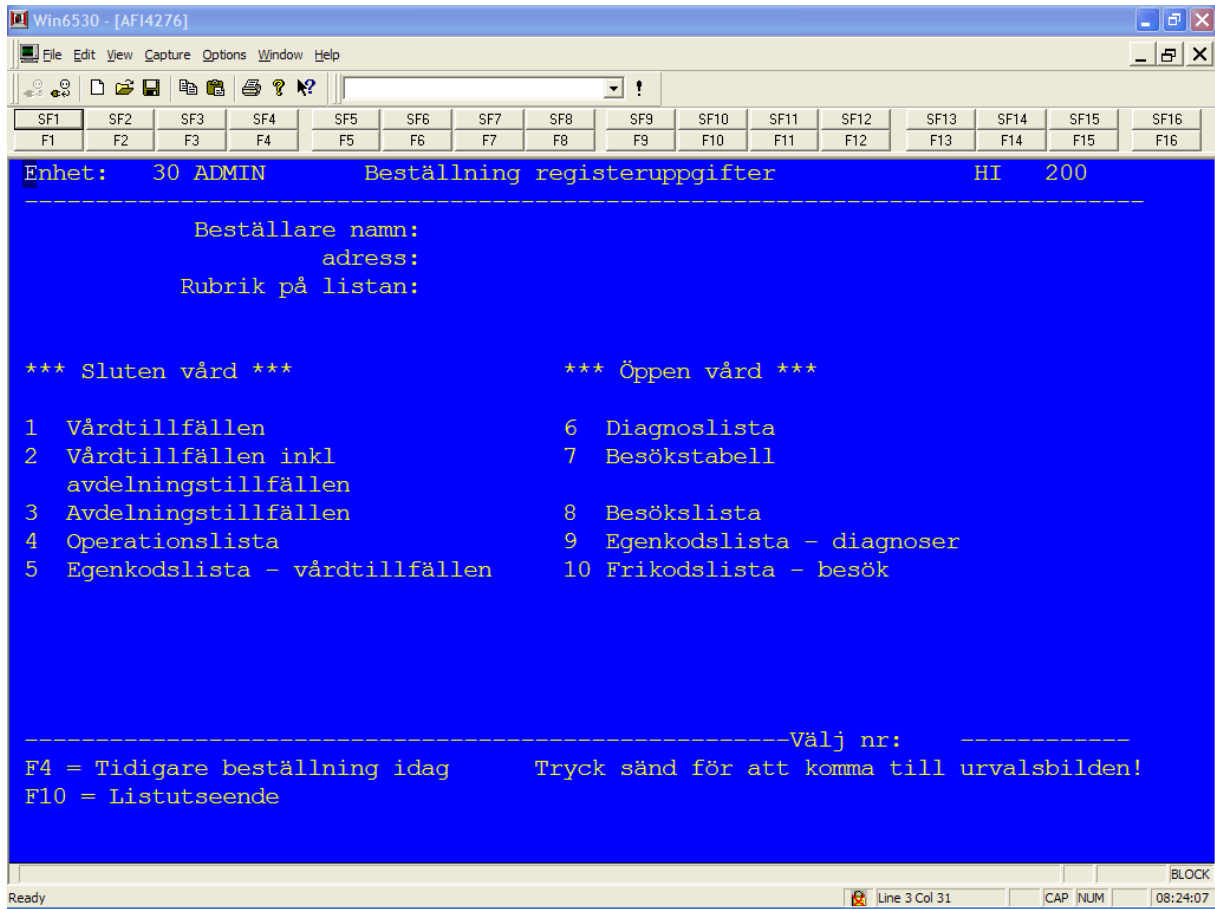 Win6530 - [AFI4276]
File Edit View Capture Options Window Help
SF1 SF2 SF3 SF4 SF5 SF6 SF7 SF8 SF9 SF10 SF11 SF12 SF13 SF14 SF15 SF16
F1 F2 F3 F4 F5 F6 F7 F8 F9 F10 F11 F12 F13 F14 F15 F16
Enhet: 30 ADMIN Beställning registeruppgifter HI 200
Beställare namn:
adress:
Rubrik på listan:
*** Sluten vård *** *** Öppen vård ***
1 Vårdtillfällen 6 Diagnoslista
2 Vårdtillfällen inkl 7 Besökstabell
avdelningstillfällen
3 Avdelningstillfällen 8 Besökslista
4 Operationslista 9 Egenkodslista - diagnoser
5 Egenkodslista - vårdtillfällen 10 Frikodslista - besök
Välj nr:
F4 = Tidigare beställning idag Tryck sänd för att komma till urvalsbilden!
F10 = Listutseende
BLOCK
Ready Line 3 Col 31 CAP NUM 08:24:07